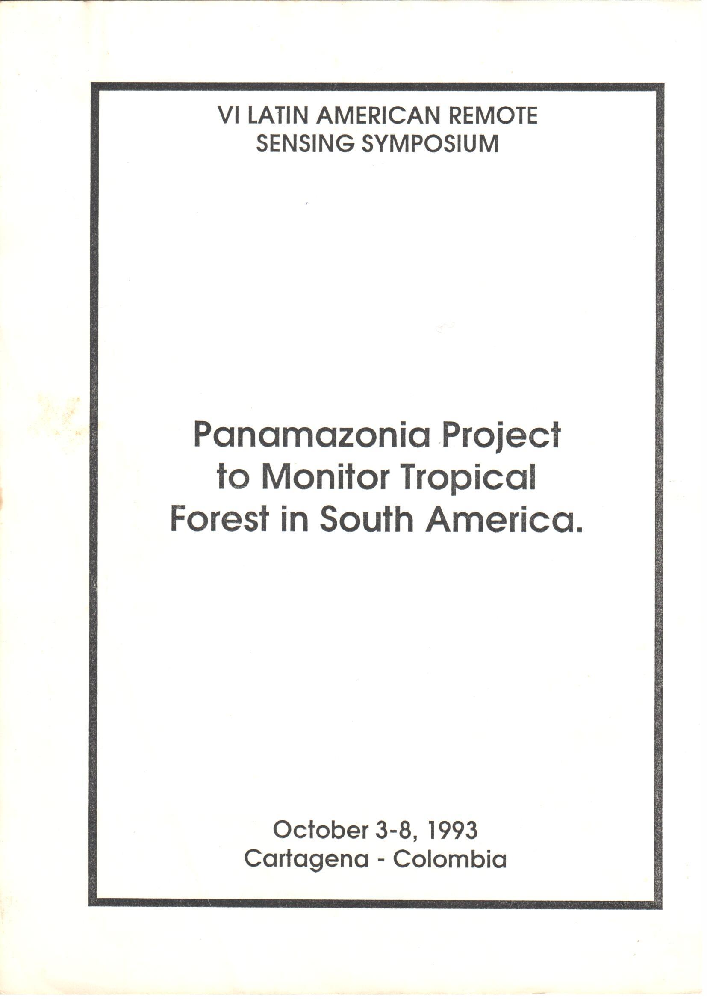 VI LATIN AMERICAN REMOTE
SENSING SYMPOSIUM
Panamazonia Project
to Monitor Tropical
Forest in South America.
October 3-8, 1993
Cartagena - Colombia